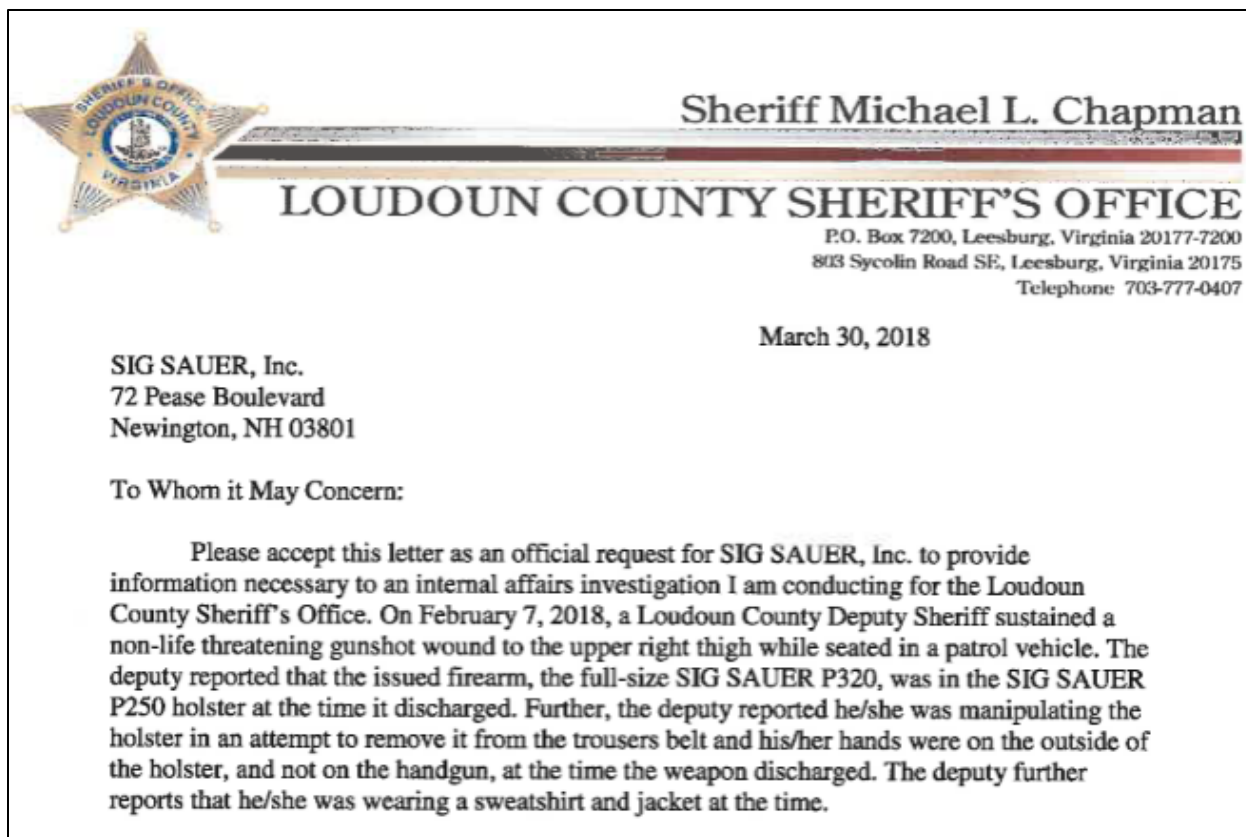 SHERIFF'S OFFICE
LOUDOUN COUNTY
VIRGINIA
Sheriff Michael L. Chapman
LOUDOUN COUNTY SHERIFF'S OFFICE
P.O. Box 7200, Leesburg, Virginia 20177-7200
803 Sycolin Road SE, Leesburg, Virginia 20175
Telephone 703-777-0407
March 30, 2018
SIG SAUER, Inc.
72 Pease Boulevard
Newington, NH 03801
To Whom it May Concern:
Please accept this letter as an official request for SIG SAUER, Inc. to provide
information necessary to an internal affairs investigation I am conducting for the Loudoun
County Sheriff's Office. On February 7, 2018, a Loudoun County Deputy Sheriff sustained a
non-life threatening gunshot wound to the upper right thigh while seated in a patrol vehicle. The
deputy reported that the issued firearm, the full-size SIG SAUER P320, was in the SIG SAUER
P250 holster at the time it discharged. Further, the deputy reported he/she was manipulating the
holster in an attempt to remove it from the trousers belt and his/her hands were on the outside of
the holster, and not on the handgun, at the time the weapon discharged. The deputy further
reports that he/she was wearing a sweatshirt and jacket at the time.